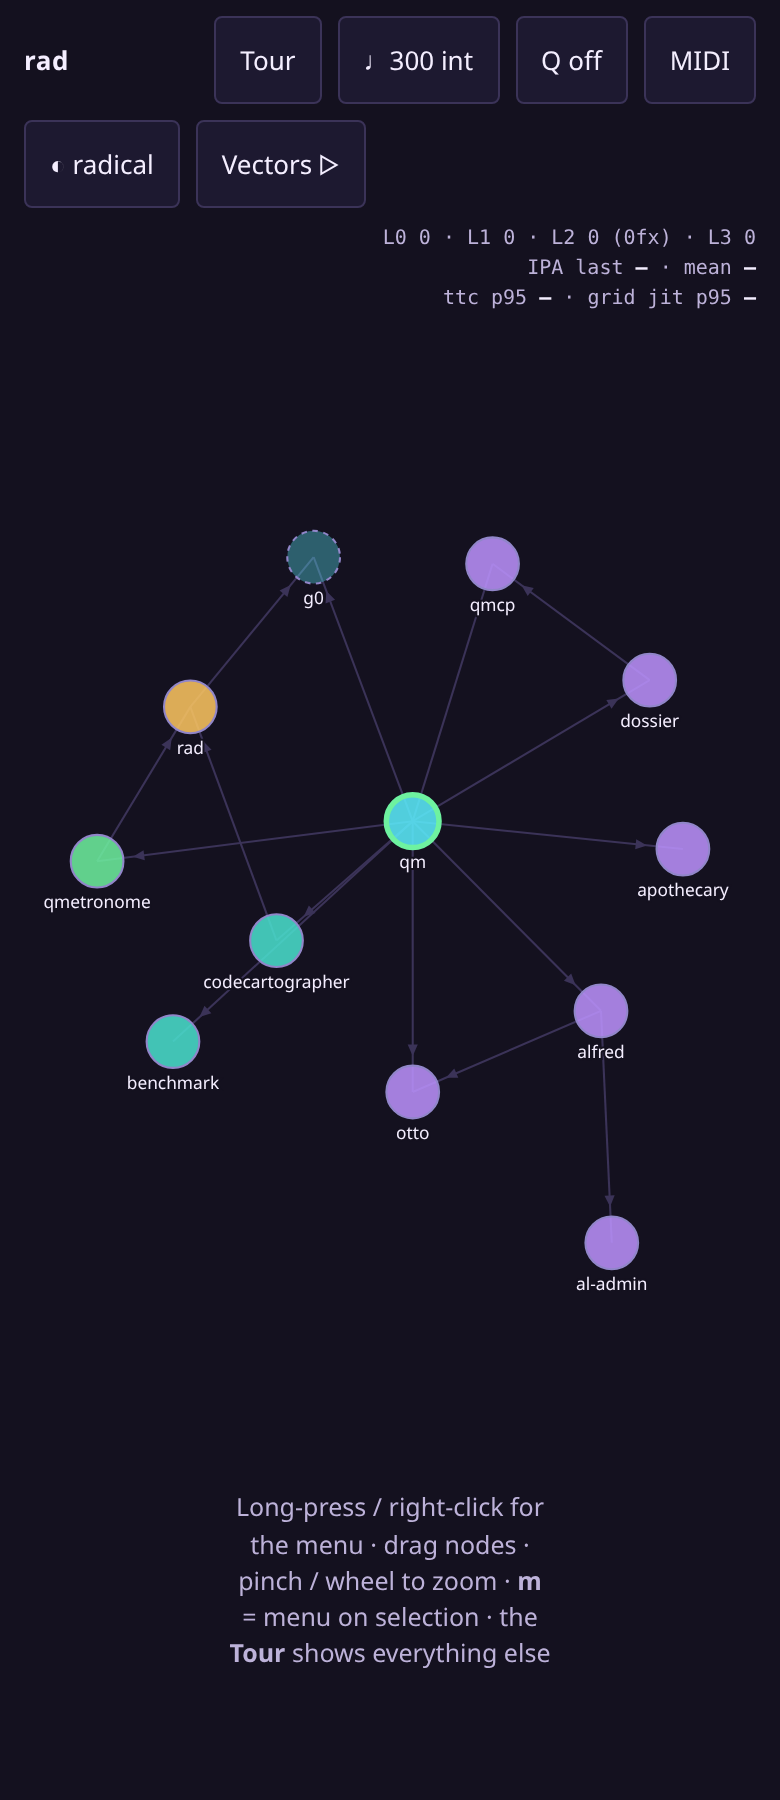 rad
Tour
♩ 300 int
Q off
MIDI
◐ radical
Vectors ▷
L0 0 · L1 0 · L2 0 (0fx) · L3 0
IPA last — · mean —
ttc p95 — · grid jit p95 —
g0
qmcp
dossier
rad
qm
apothecary
qmetronome
codecartographer
alfred
benchmark
otto
al-admin
Long-press / right-click for
the menu · drag nodes ·
pinch / wheel to zoom · m
= menu on selection · the
Tour shows everything else